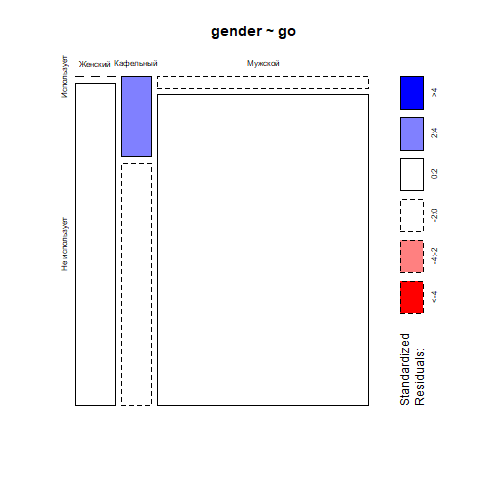 gender ~ go
Женский Кафельный Мужской
Использует
Не использует
>4
2:4
0:2
-2:0
-4:-2
<-4
Standardized
Residuals: